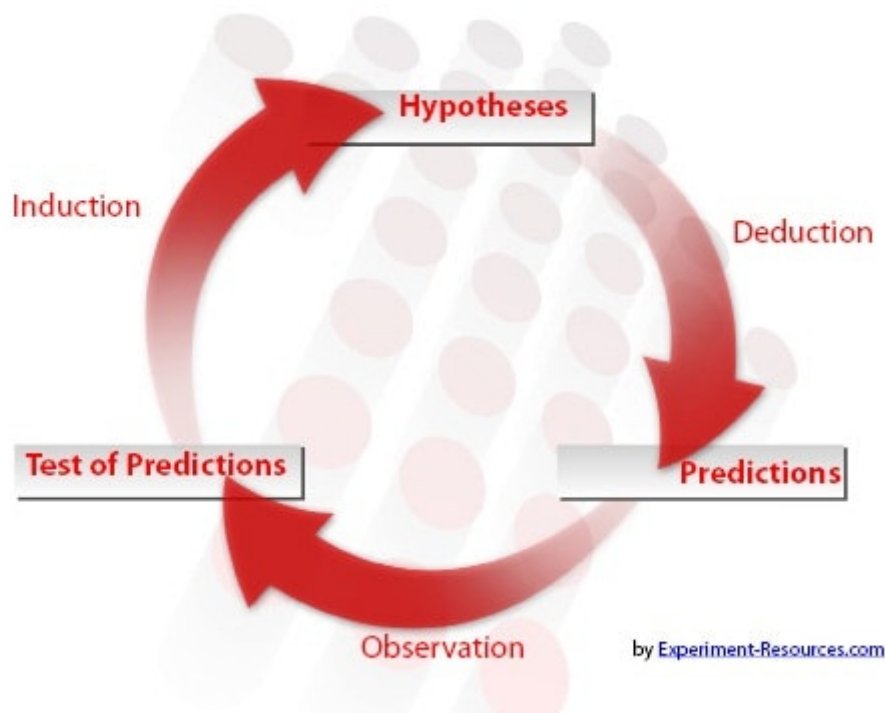 Hypotheses
Induction
Deduction
Test of Predictions
Predictions
Observation
by Experiment-Resources.com